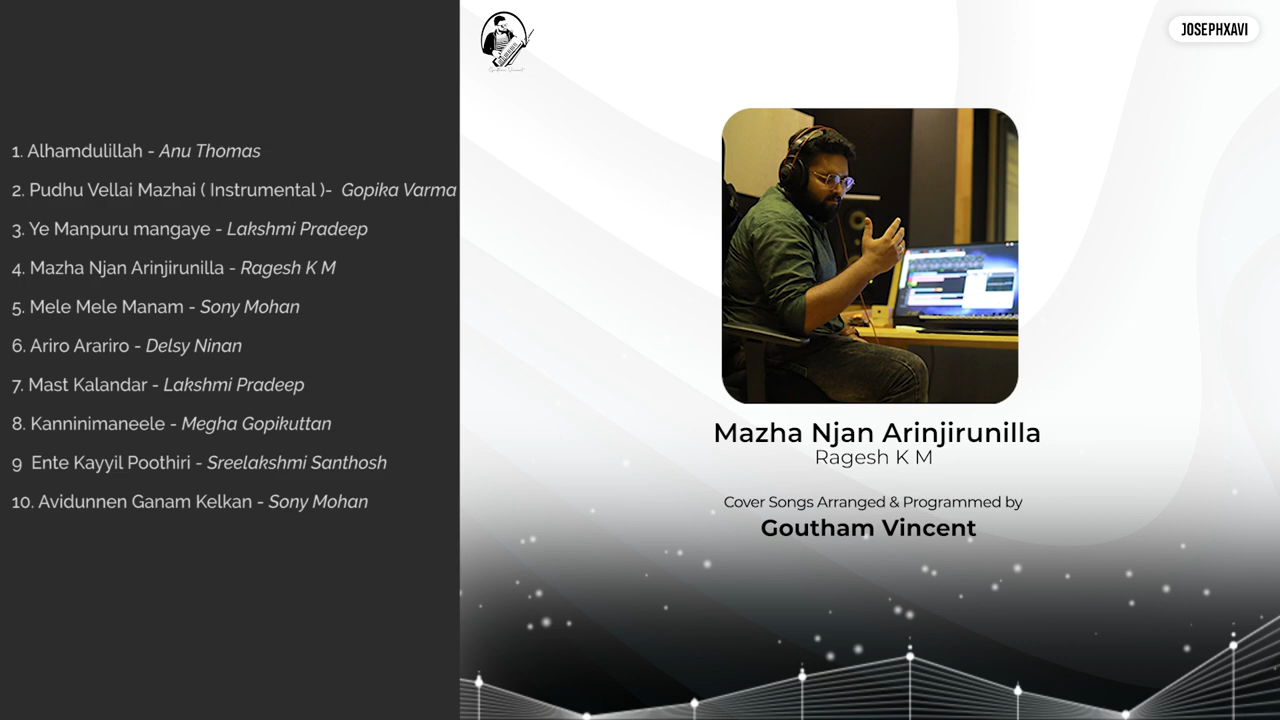 1. Alhamdulillah - Anu Thomas
2. Pudhu Vellai Mazhai ( Instrumental )- Gopika Varma
3. Ye Manpuru mangaye - Lakshmi Pradeep
4. Mazha Njan Arinjirunilla - Ragesh K M
5. Mele Mele Manam - Sony Mohan
6. Ariro Arariro - Delsy Ninan
7. Mast Kalandar - Lakshmi Pradeep
8. Kanninimaneele - Megha Gopikuttan
9 Ente Kayyil Poothiri - Sreelakshmi Santhosh
10. Avidunnen Ganam Kelkan - Sony Mohan
JOSEPHXAVI
Mazha Njan Arinjirunilla
Ragesh K M
Cover Songs Arranged & Programmed by
Goutham Vincent